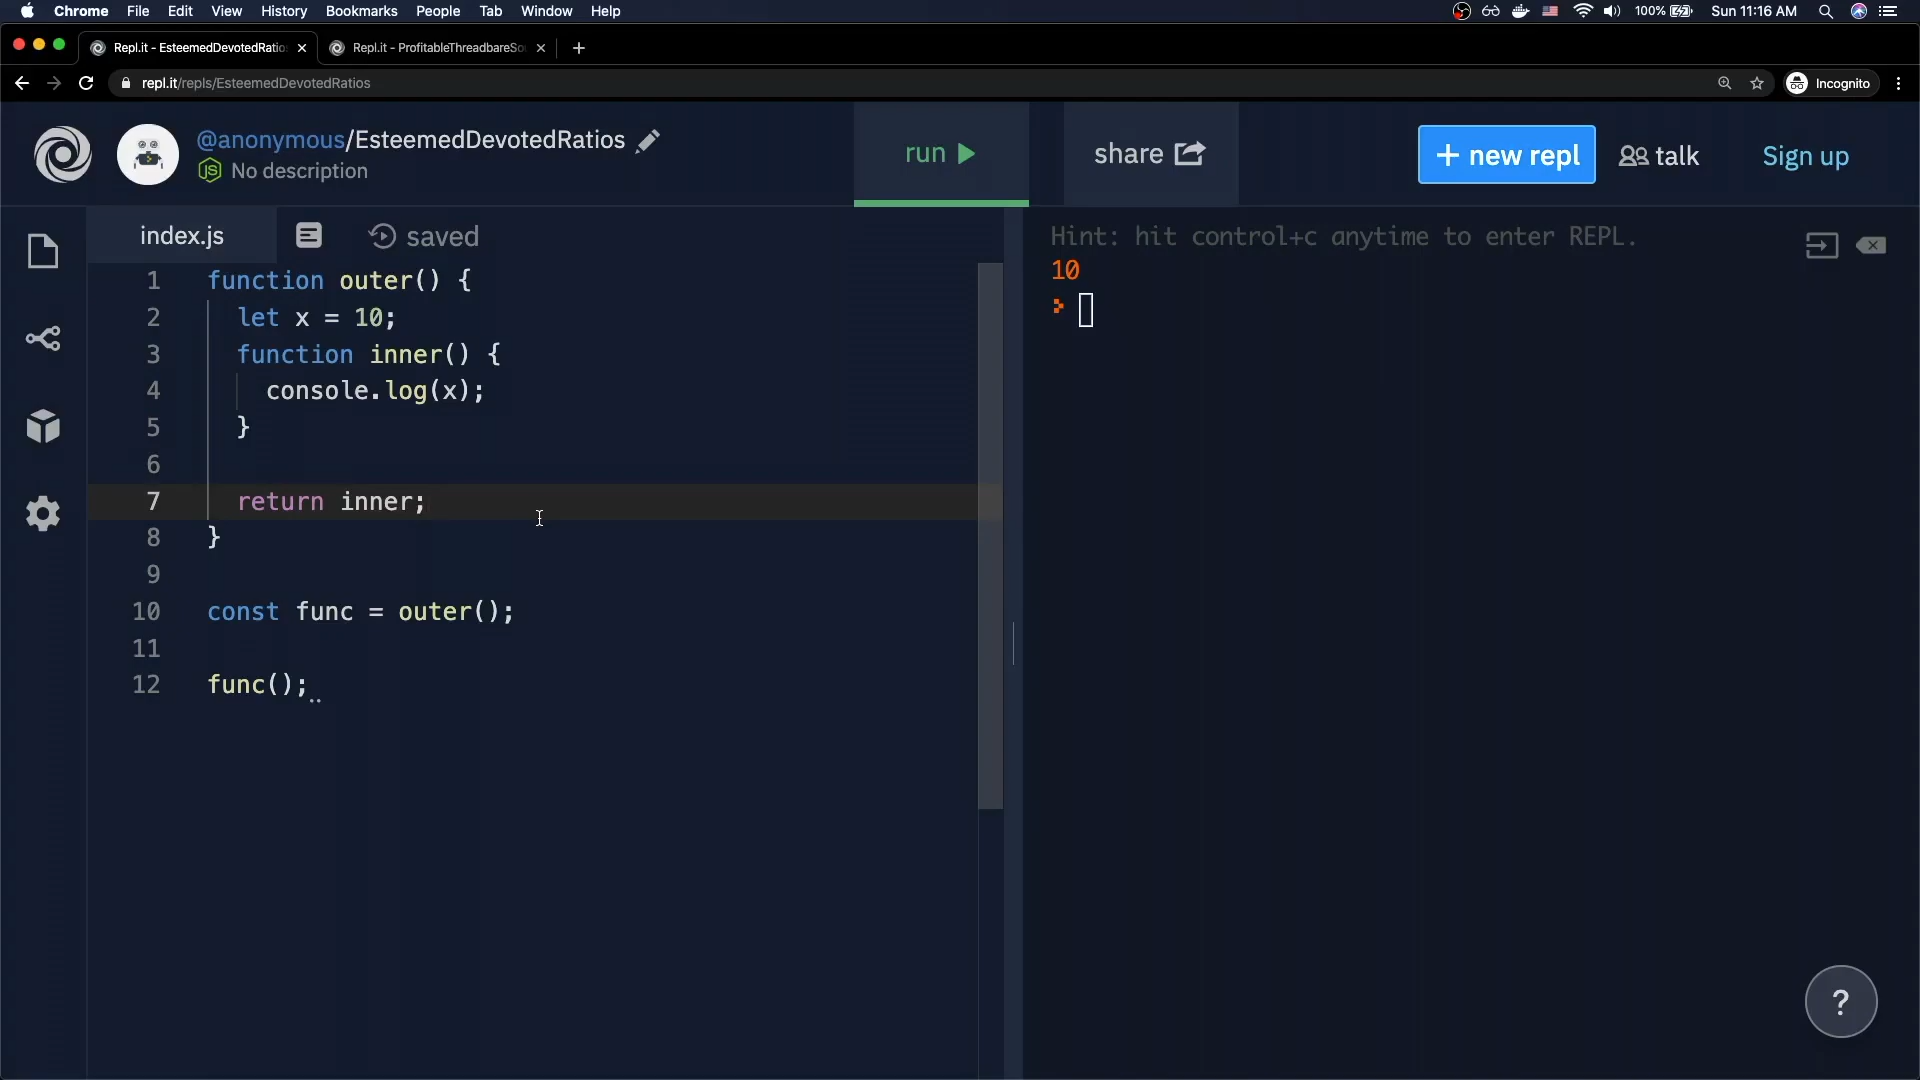 Chrome File Edit View History Bookmarks People Tab Window Help 100% Sun 11:16 AM
Repl.it - EsteemedDevotedRatio Repl.it - ProfitableThreadbareSo
repl.it/repls/EsteemedDevotedRatios Incognito
@anonymous/EsteemedDevotedRatios
No description
run
share
+ new repl
talk
Sign up
index.js
saved
1 function outer() {
2 let x = 10;
3 function inner() {
4 console.log(x);
5 }
6
7 return inner;
8 }
9
10 const func = outer();
11
12 func();
Hint: hit control+c anytime to enter REPL.
10
?